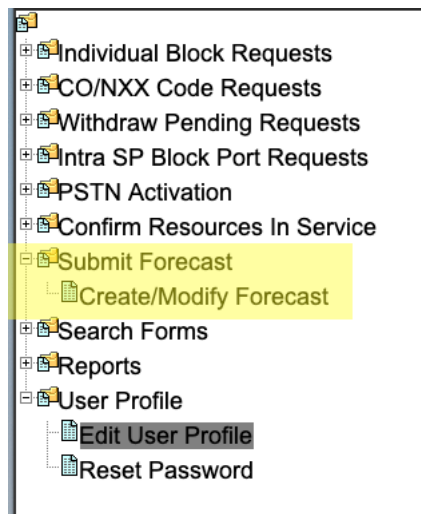 Individual Block Requests
CO/NXX Code Requests
Withdraw Pending Requests
Intra SP Block Port Requests
PSTN Activation
Confirm Resources In Service
Submit Forecast
Create/Modify Forecast
Search Forms
Reports
User Profile
Edit User Profile
Reset Password